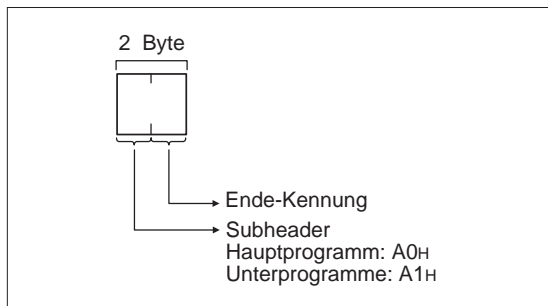 2 Byte
Ende-Kennung
Subheader
Hauptprogramm: A0H
Unterprogramme: A1H